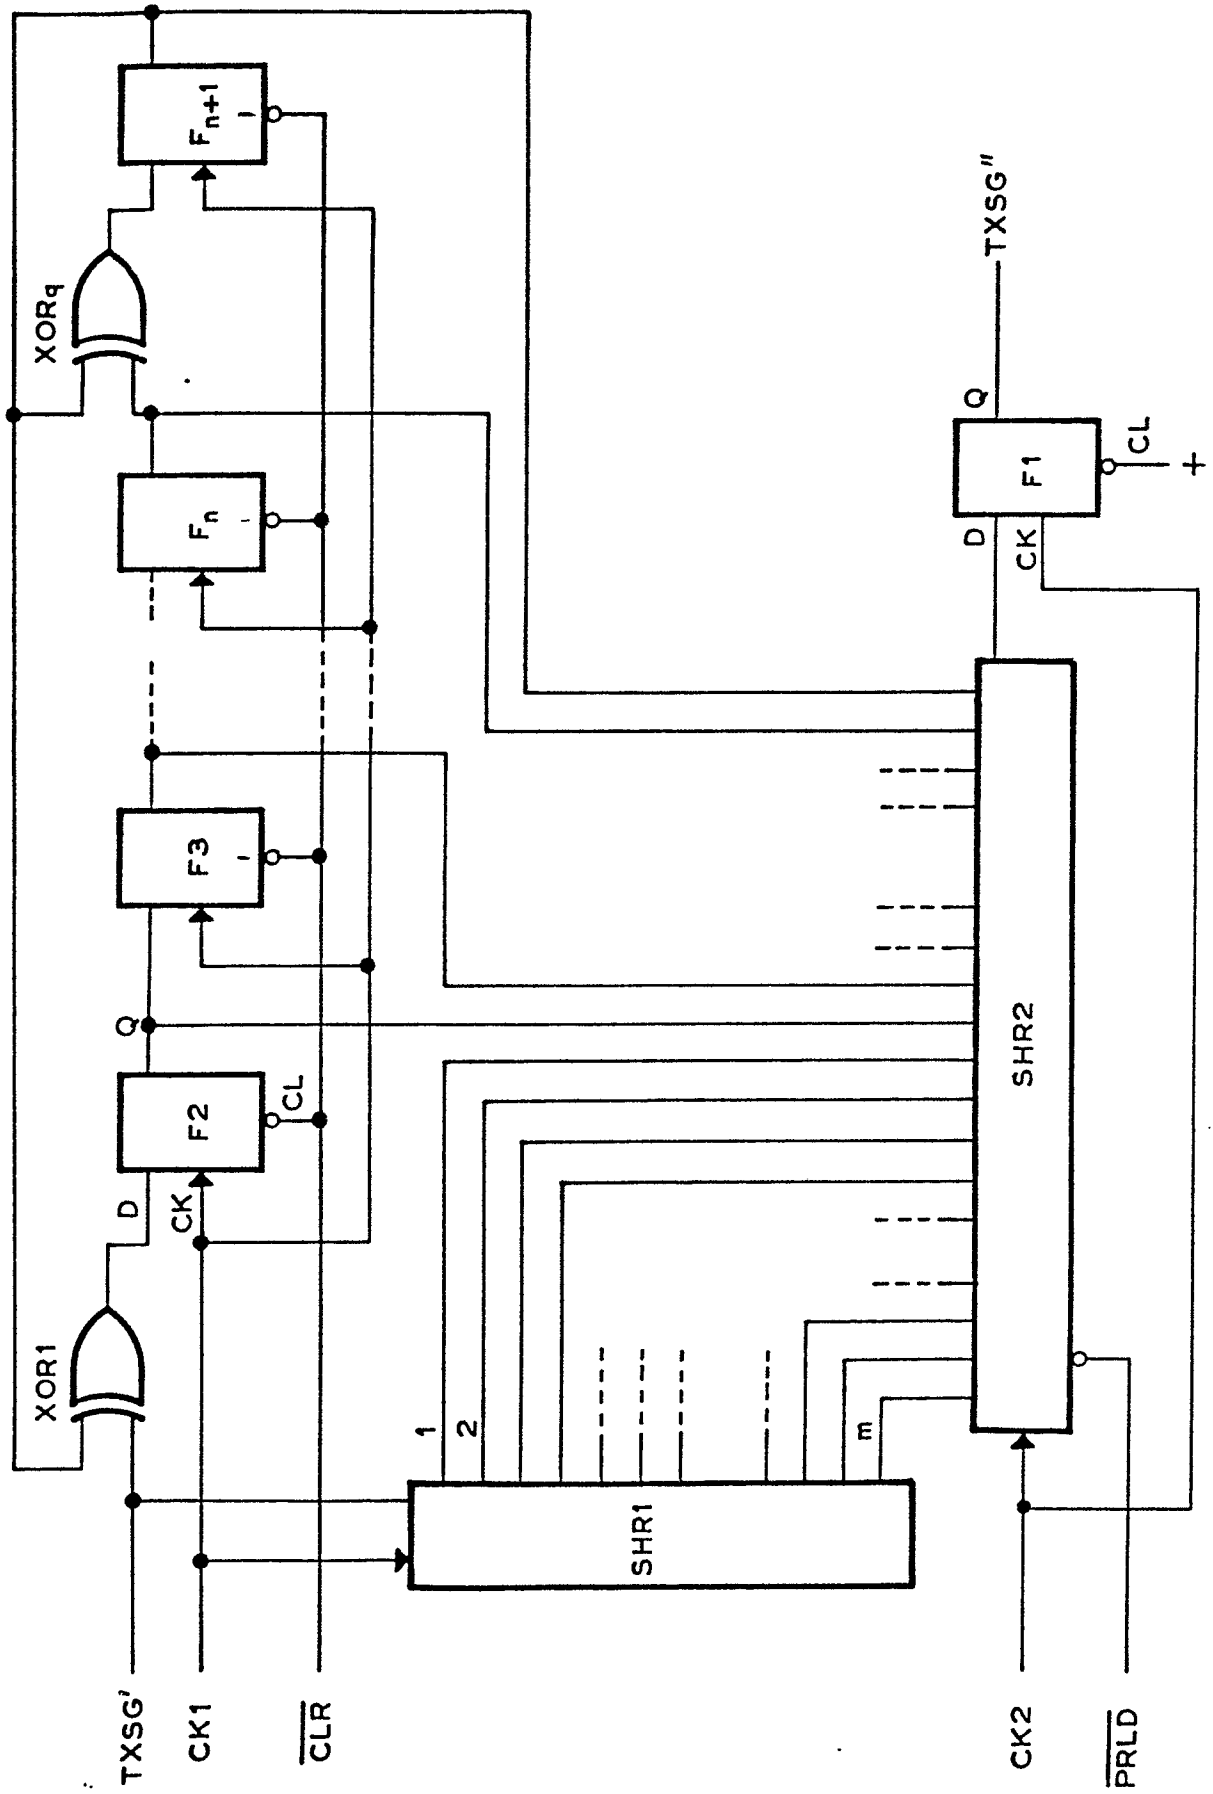 TXSG'
CK1
CLR
XOR1
D
CK
F2
CL
Q
F3
Fn
XORq
Fn+1
SHR1
1
2
m
SHR2
CK2
PRLD
D
CK
F1
Q
CL
+
TXSG"